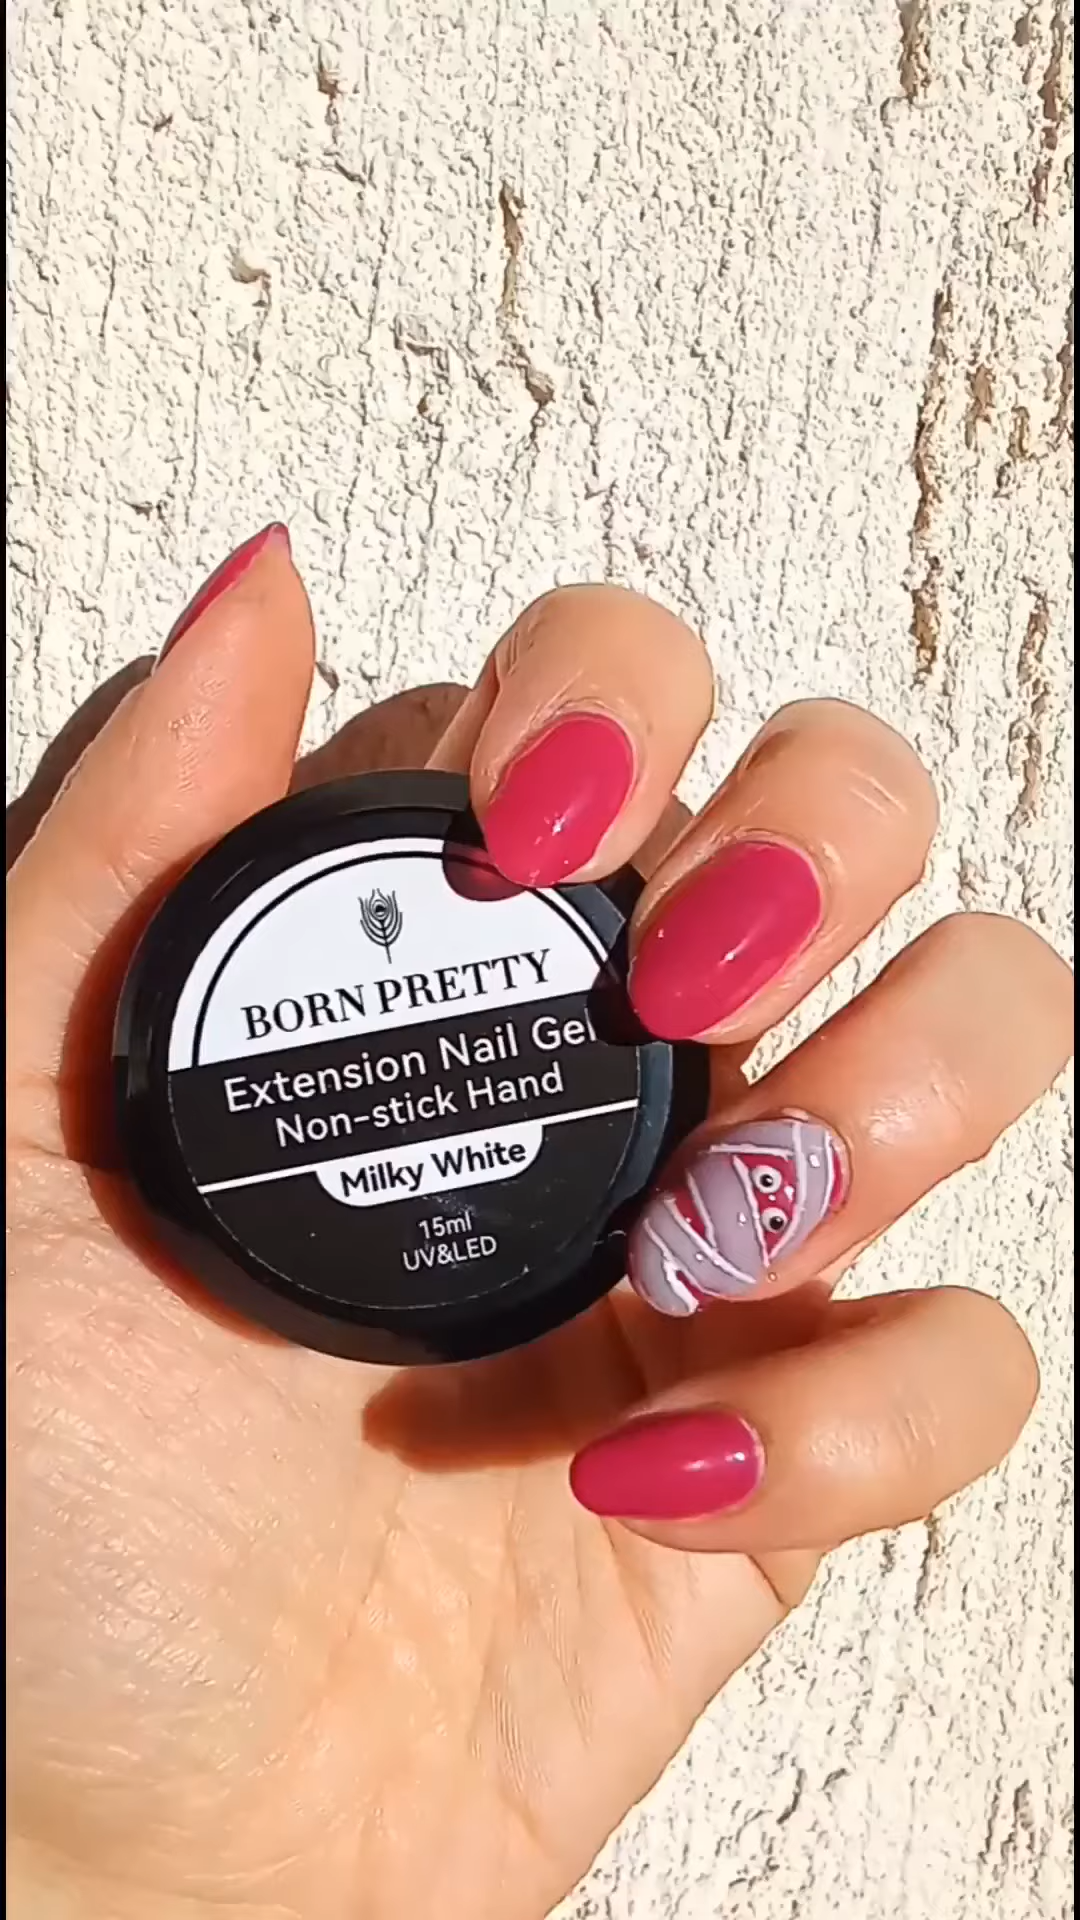 BORN PRETTY
Extension Nail Gel
Non-stick Hand
Milky White
15ml
UV&LED